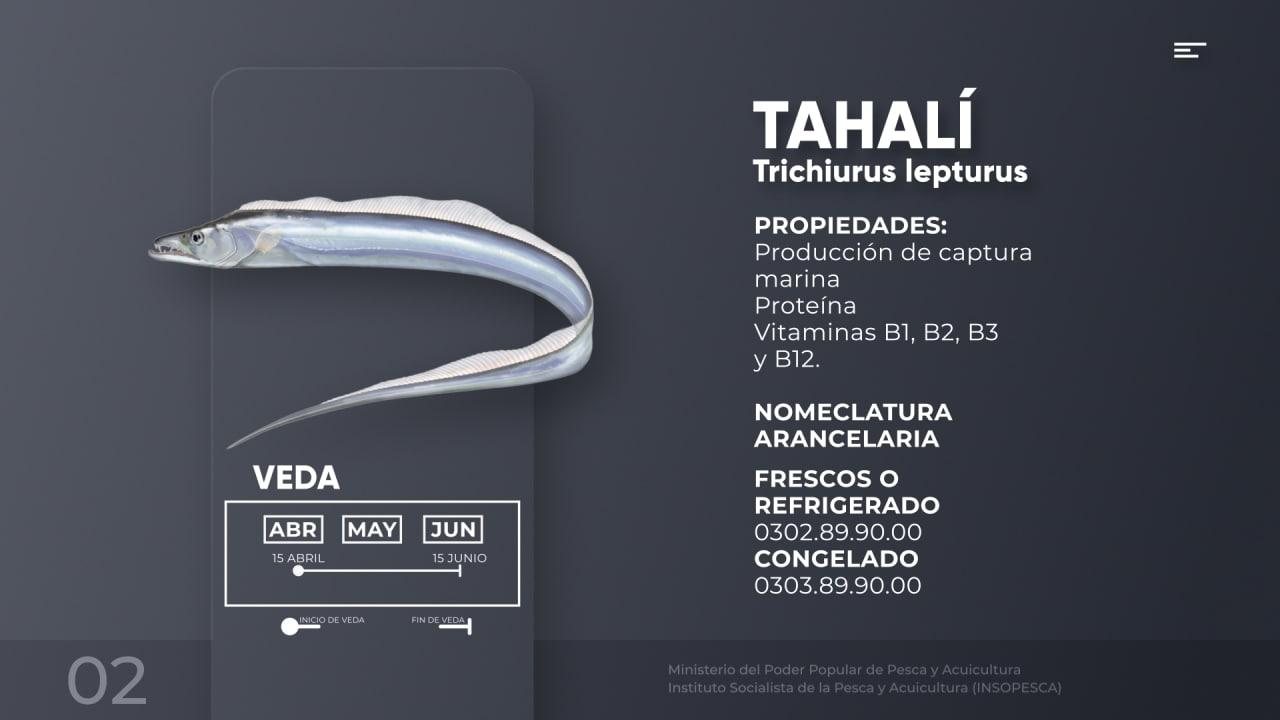 TAHALÍ
Trichiurus lepturus
PROPIEDADES:
Producción de captura
marina
Proteína
Vitaminas B1, B2, B3
y B12.
NOMECLATURA
ARANCELARIA
FRESCOS O
REFRIGERADO
0302.89.90.00
CONGELADO
0303.89.90.00
VEDA
ABR MAY JUN
15 ABRIL 15 JUNIO
INICIO DE VEDA FIN DE VEDA
02
Ministerio del Poder Popular de Pesca y Acuicultura
Instituto Socialista de la Pesca y Acuicultura (INSOPESCA)